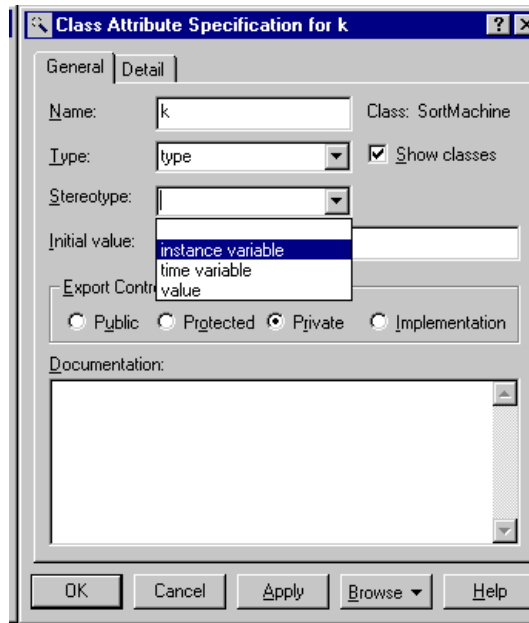 Class Attribute Specification for k
General Detail
Name: k Class: SortMachine
Type: type Show classes
Stereotype:
instance variable
Initial value:
time variable
value
Export Contr
Public Protected Private Implementation
Documentation:
OK Cancel Apply Browse Help